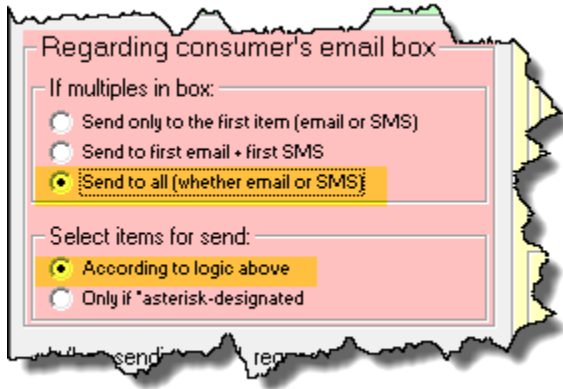 Regarding consumer's email box
If multiples in box:
Send only to the first item (email or SMS)
Send to first email + first SMS
Send to all (whether email or SMS)
Select items for send:
According to logic above
Only if *asterisk-designated